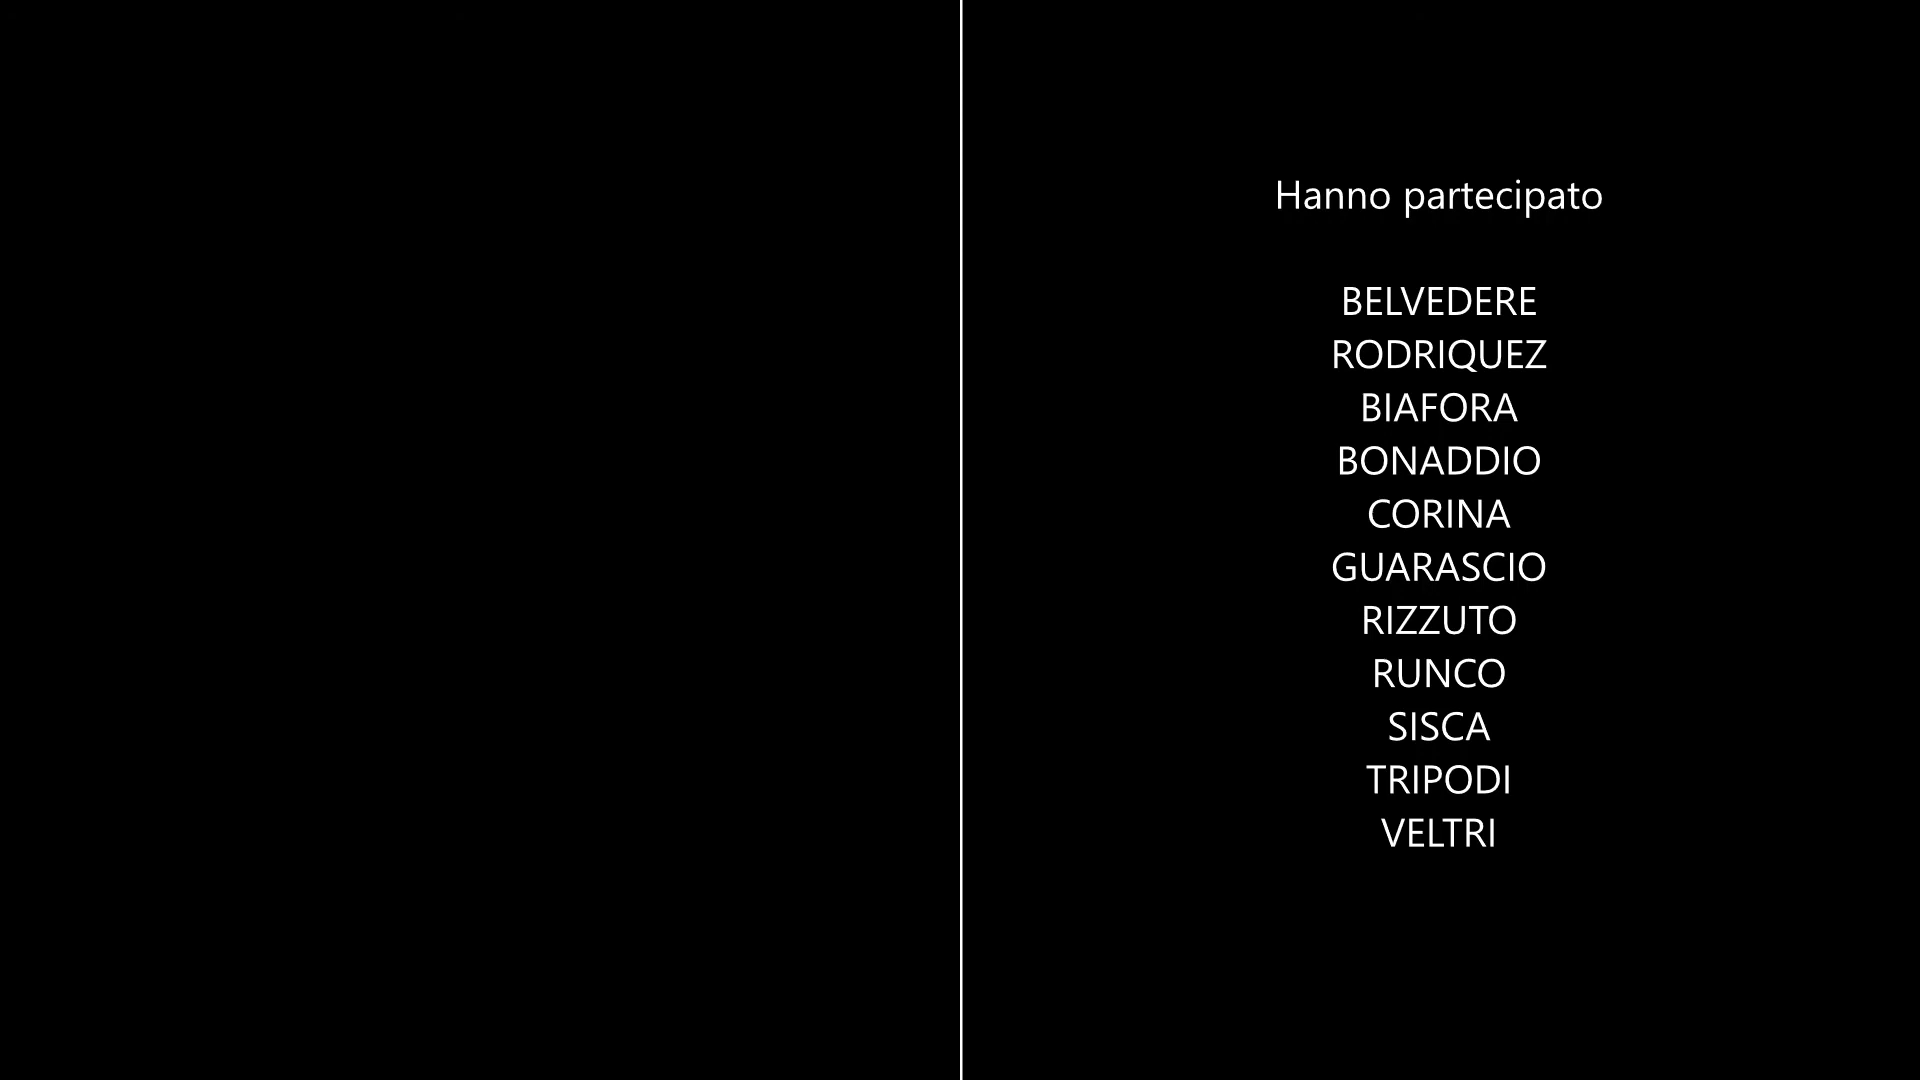 Hanno partecipato
BELVEDERE
RODRIQUEZ
BIAFORA
BONADDIO
CORINA
GUARASCIO
RIZZUTO
RUNCO
SISCA
TRIPODI
VELTRI